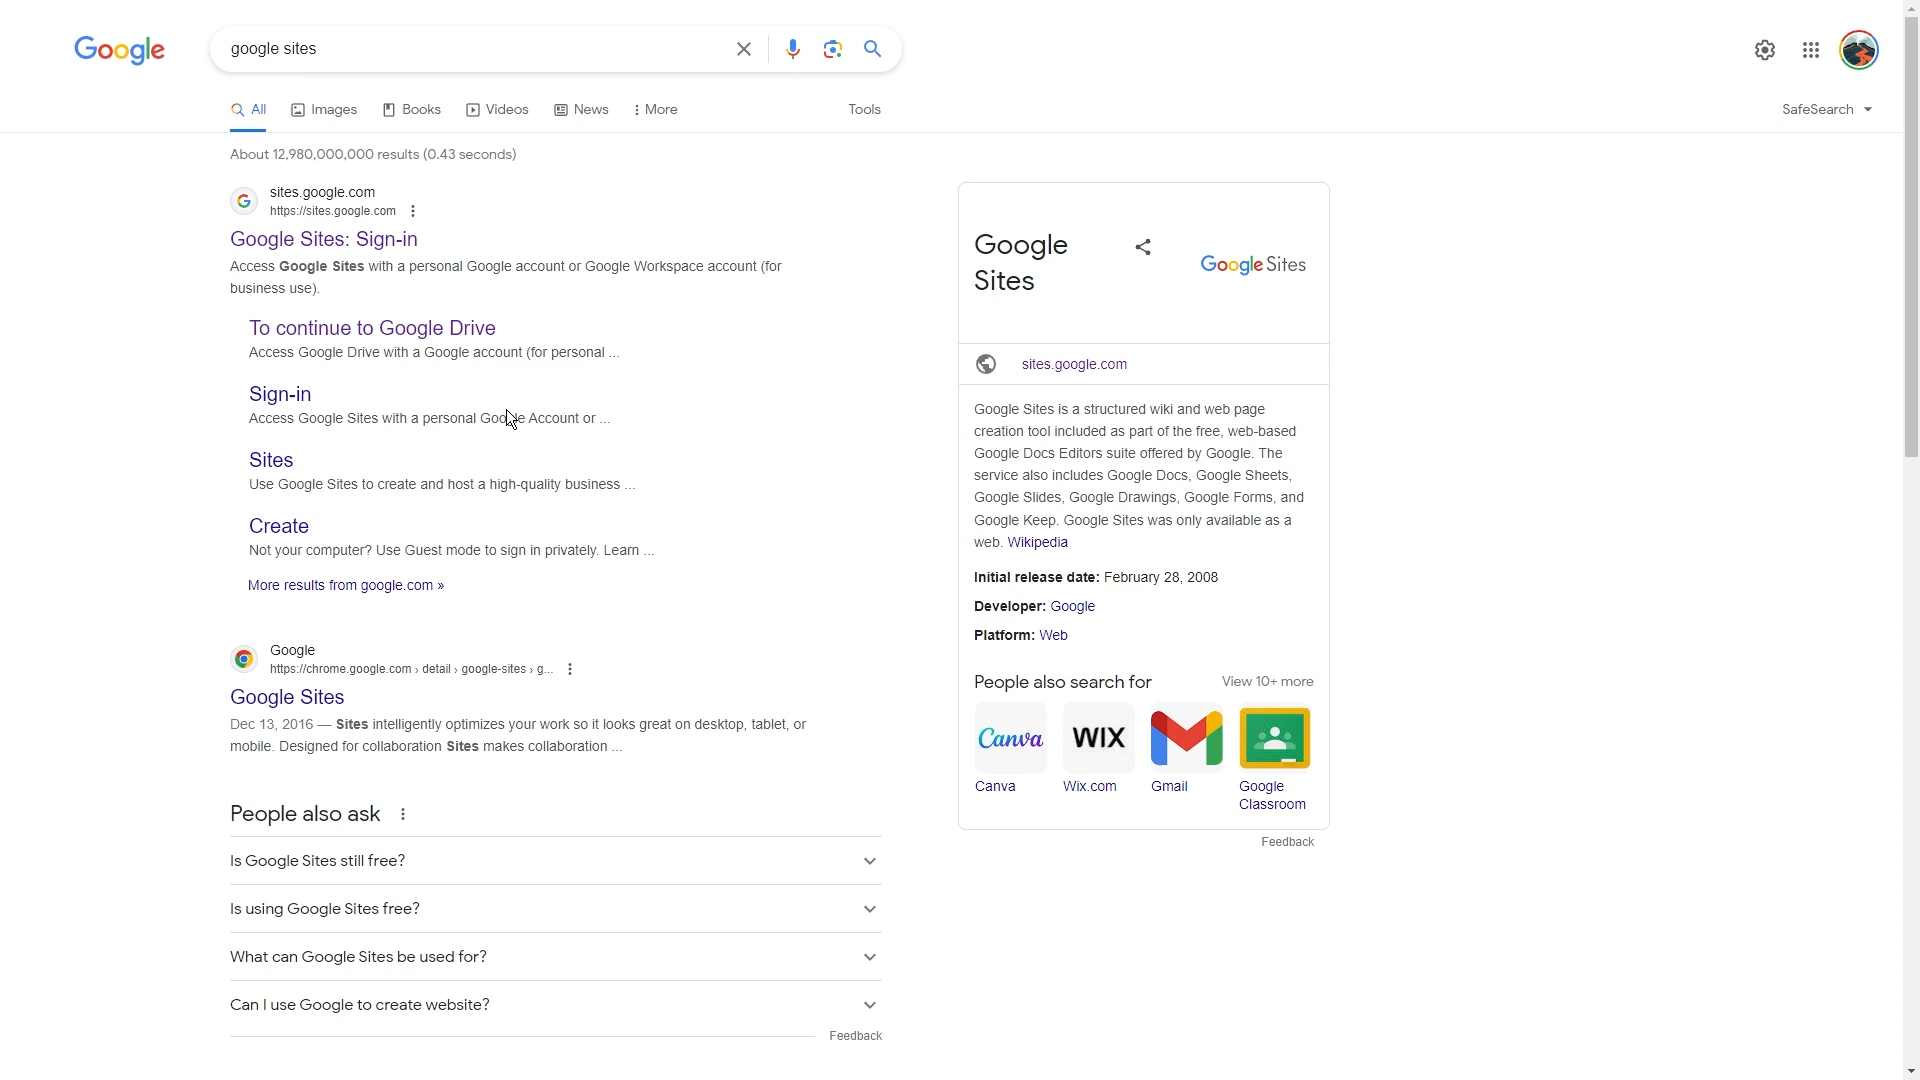 Google
google sites
All
Images
Books
Videos
News
More
Tools
SafeSearch
About 12,980,000,000 results (0.43 seconds)
sites.google.com
https://sites.google.com
Google Sites: Sign-in
Access Google Sites with a personal Google account or Google Workspace account (for
business use).
To continue to Google Drive
Access Google Drive with a Google account (for personal ...
Sign-in
Access Google Sites with a personal Google Account or ...
Sites
Use Google Sites to create and host a high-quality business ...
Create
Not your computer? Use Guest mode to sign in privately. Learn ...
More results from google.com »
Google
https://chrome.google.com › detail › google-sites › g...
Google Sites
Dec 13, 2016 — Sites intelligently optimizes your work so it looks great on desktop, tablet, or
mobile. Designed for collaboration Sites makes collaboration ...
People also ask
Is Google Sites still free?
Is using Google Sites free?
What can Google Sites be used for?
Can I use Google to create website?
Feedback
Google
Sites
Google Sites
sites.google.com
Google Sites is a structured wiki and web page
creation tool included as part of the free, web-based
Google Docs Editors suite offered by Google. The
service also includes Google Docs, Google Sheets,
Google Slides, Google Drawings, Google Forms, and
Google Keep. Google Sites was only available as a
web. Wikipedia
Initial release date: February 28, 2008
Developer: Google
Platform: Web
People also search for
View 10+ more
Canva
WIX
Canva
Wix.com
Gmail
Google
Classroom
Feedback